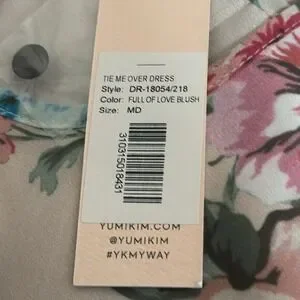 TIE ME OVER DRESS
Style: DR-18054/218
Color: FULL OF LOVE BLUSH
Size: MD
310315018431
YUMIKIM.COM
@YUMIKIM
#YKMYWAY